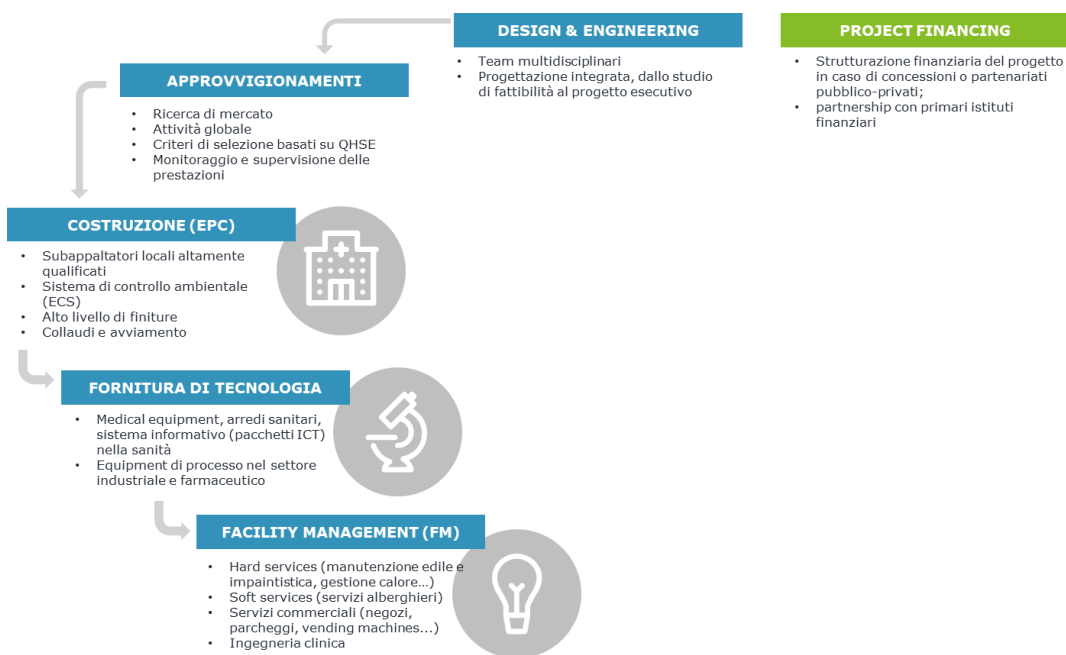 DESIGN & ENGINEERING
• Team multidisciplinari
• Progettazione integrata, dallo studio
di fattibilità al progetto esecutivo
PROJECT FINANCING
• Strutturazione finanziaria del progetto
in caso di concessioni o partenariati
pubblico-privati;
• partnership con primari istituti
finanziari
APPROVVIGIONAMENTI
• Ricerca di mercato
• Attività globale
• Criteri di selezione basati su QHSE
• Monitoraggio e supervisione delle
prestazioni
COSTRUZIONE (EPC)
• Subappaltatori locali altamente
qualificati
• Sistema di controllo ambientale
(ECS)
• Alto livello di finiture
• Collaudi e avviamento
FORNITURA DI TECNOLOGIA
• Medical equipment, arredi sanitari,
sistema informativo (pacchetti ICT)
nella sanità
• Equipment di processo nel settore
industriale e farmaceutico
FACILITY MANAGEMENT (FM)
• Hard services (manutenzione edile e
impaintistica, gestione calore…)
• Soft services (servizi alberghieri)
• Servizi commerciali (negozi,
parcheggi, vending machines...)
• Ingegneria clinica